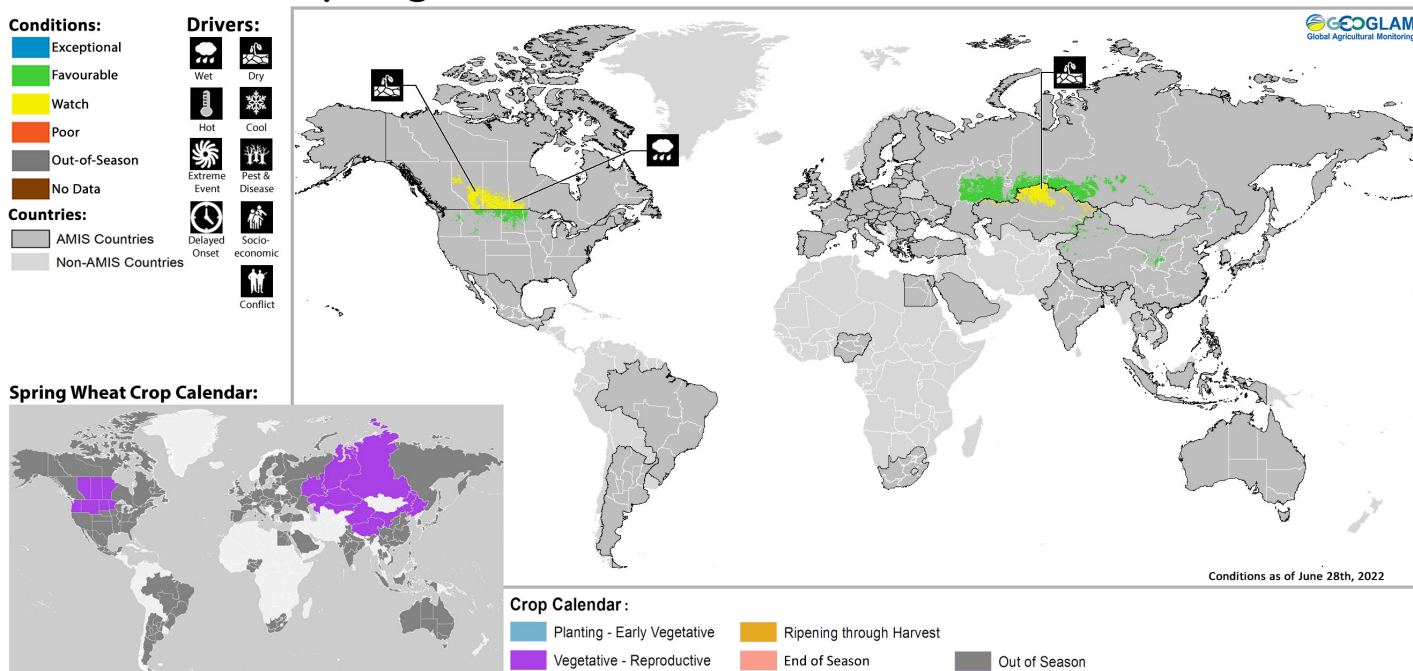 Conditions:
Exceptional
Favourable
Watch
Poor
Out-of-Season
No Data
Countries:
AMIS Countries
Non-AMIS Countries
Drivers:
Wet
Dry
Hot
Cool
Extreme
Event
Pest &
Disease
Delayed
Onset
Socio-
economic
Conflict
GEOGLAM
Global Agricultural Monitoring
Conditions as of June 28th, 2022
Spring Wheat Crop Calendar:
Crop Calendar :
Planting - Early Vegetative
Ripening through Harvest
Vegetative - Reproductive
End of Season
Out of Season